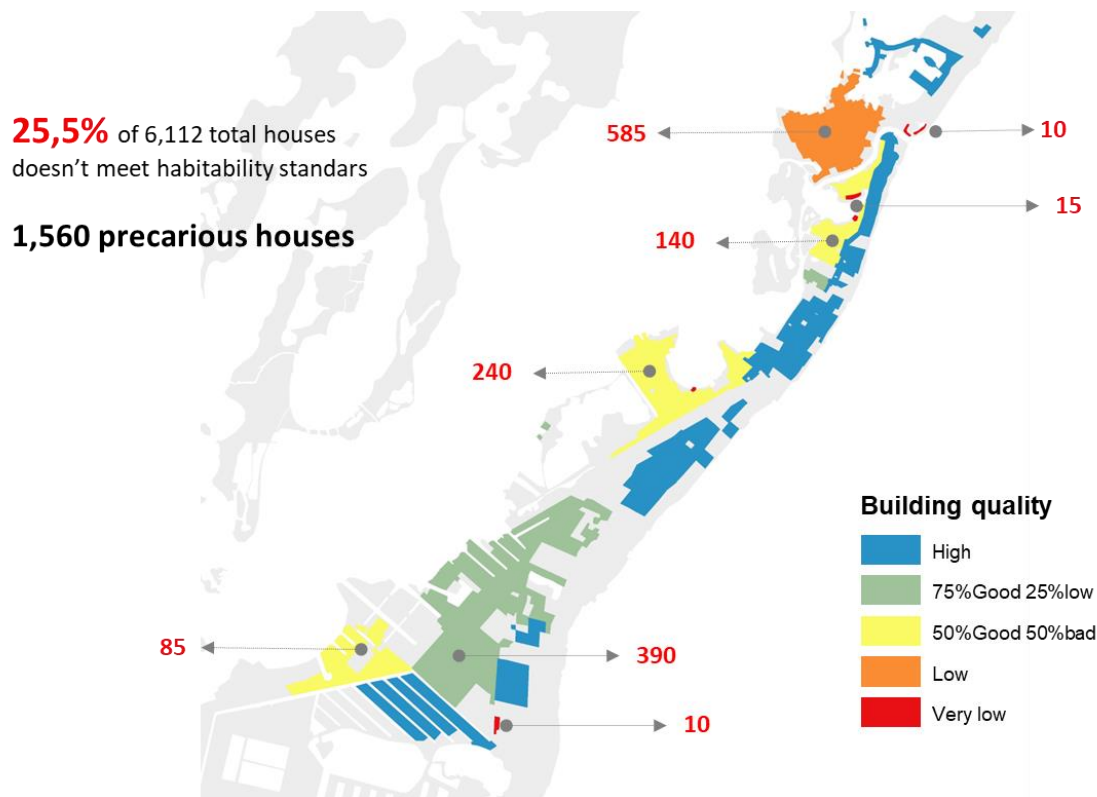 25,5% of 6,112 total houses
doesn't meet habitability standars
1,560 precarious houses
585
10
15
140
240
85
390
10
Building quality
High
75%Good 25%low
50%Good 50%bad
Low
Very low